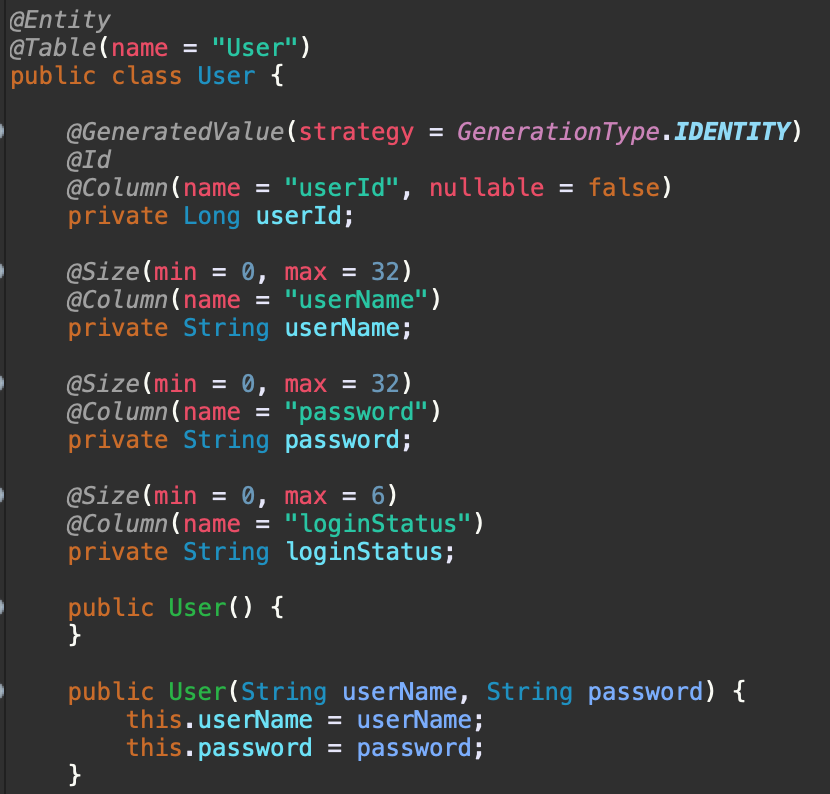 @Entity
@Table(name = "User")
public class User {
@GeneratedValue(strategy = GenerationType.IDENTITY)
@Id
@Column(name = "userId", nullable = false)
private Long userId;
@Size(min = 0, max = 32)
@Column(name = "userName")
private String userName;
@Size(min = 0, max = 32)
@Column(name = "password")
private String password;
@Size(min = 0, max = 6)
@Column(name = "loginStatus")
private String loginStatus;
public User() {
}
public User(String userName, String password) {
this.userName = userName;
this.password = password;
}